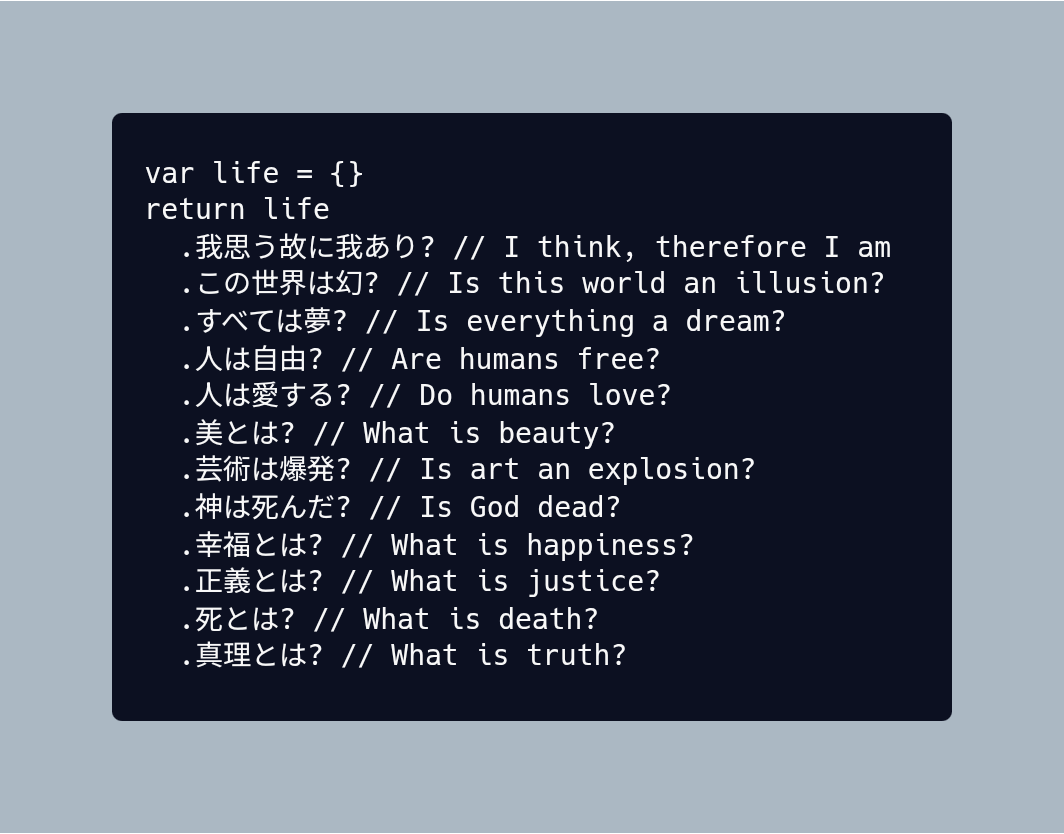 var life = {}
return life
  .我思う故に我あり? // I think, therefore I am
  .この世界は幻? // Is this world an illusion?
  .すべては夢? // Is everything a dream?
  .人は自由? // Are humans free?
  .人は愛する? // Do humans love?
  .美とは? // What is beauty?
  .芸術は爆発? // Is art an explosion?
  .神は死んだ? // Is God dead?
  .幸福とは? // What is happiness?
  .正義とは? // What is justice?
  .死とは? // What is death?
  .真理とは? // What is truth?